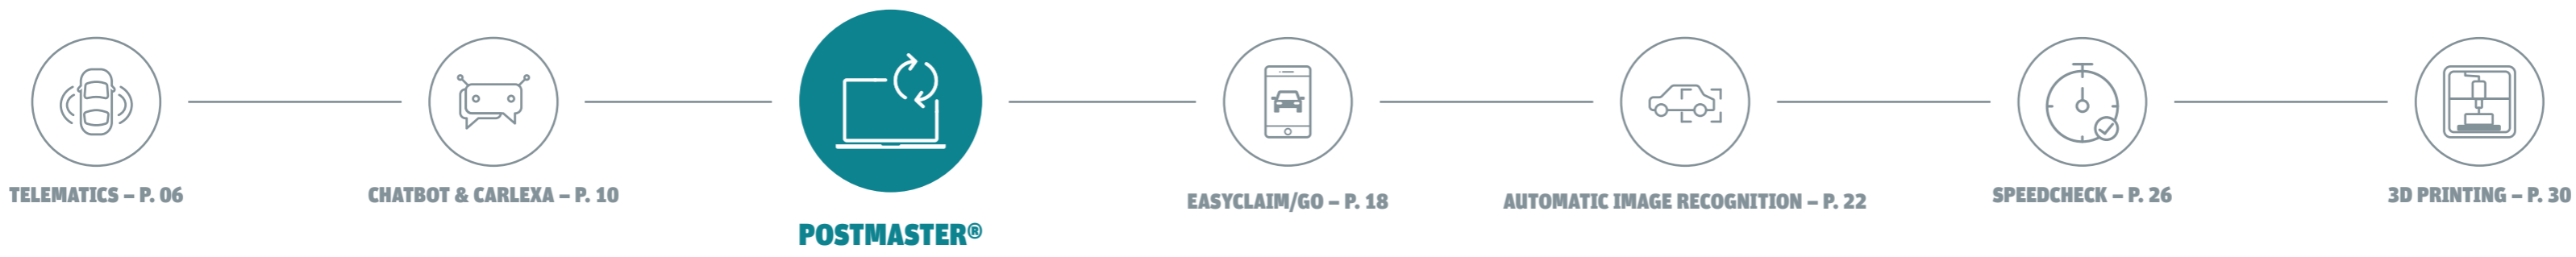 TELEMATICS – P. 06
CHATBOT & CARLEXA – P. 10
POSTMASTER®
EASYCLAIM/GO – P. 18
AUTOMATIC IMAGE RECOGNITION – P. 22
SPEEDCHECK – P. 26
3D PRINTING – P. 30